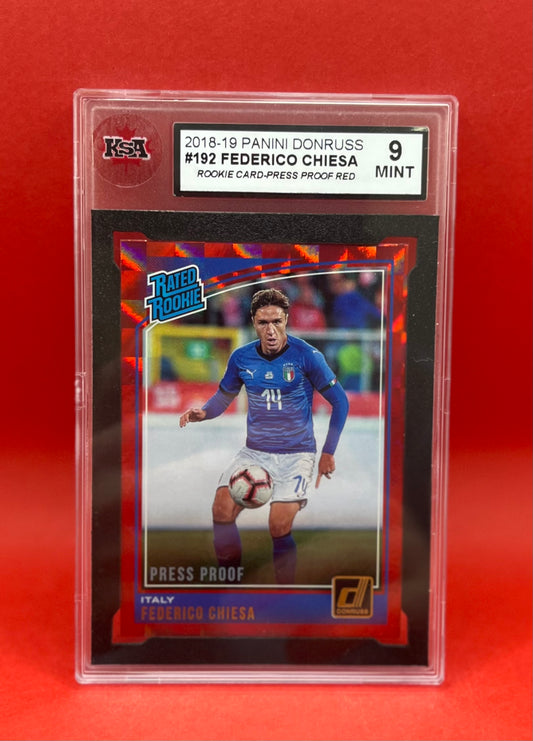 KSA
2018-19 PANINI DONRUSS
#192 FEDERICO CHIESA
ROOKIE CARD-PRESS PROOF RED
9
MINT
RATED
ROOKIE
14
14
PRESS PROOF
ITALY
FEDERICO CHIESA
d
DONRUSS